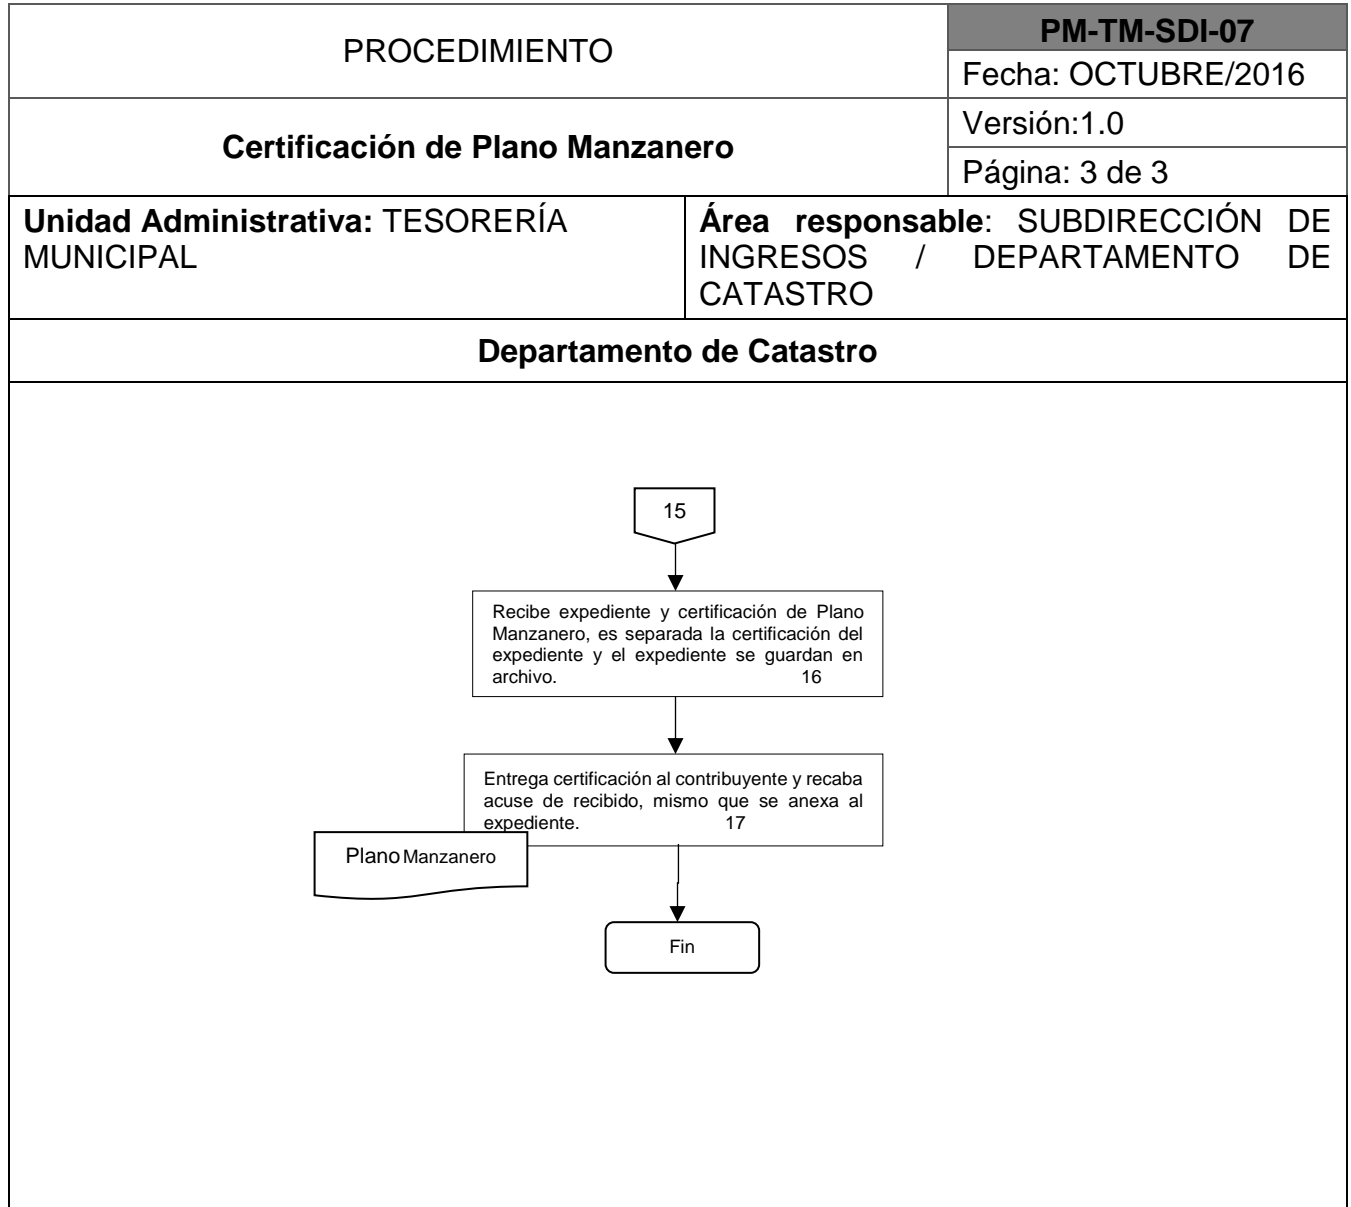 PROCEDIMIENTO
PM-TM-SDI-07
Fecha: OCTUBRE/2016
Certificación de Plano Manzanero
Versión:1.0
Página: 3 de 3
Unidad Administrativa: TESORERÍA
MUNICIPAL
Área responsable: SUBDIRECCIÓN DE
INGRESOS / DEPARTAMENTO DE
CATASTRO
Departamento de Catastro
15
Recibe expediente y certificación de Plano
Manzanero, es separada la certificación del
expediente y el expediente se guardan en
archivo. 16
Entrega certificación al contribuyente y recaba
acuse de recibido, mismo que se anexa al
expediente. 17
Plano Manzanero
Fin